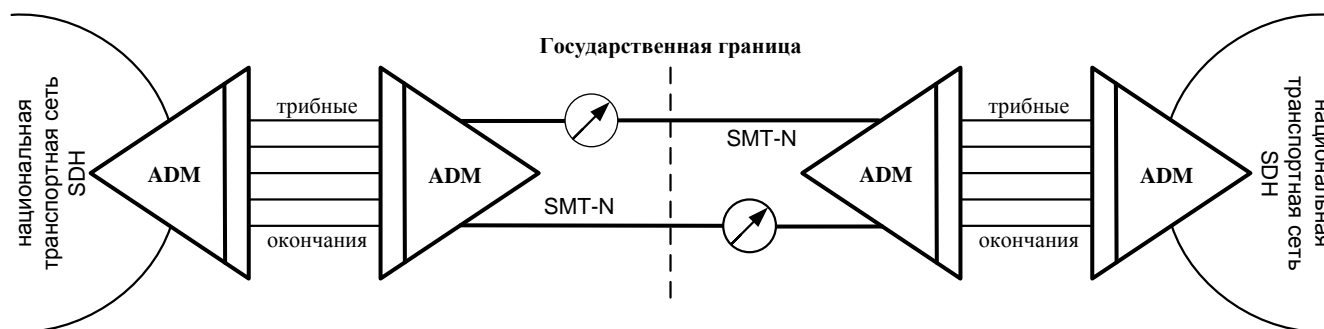 Государственная граница
национальная
транспортная сеть
SDH
ADM
трибные
окончания
ADM
SMT-N
SMT-N
ADM
трибные
окончания
ADM
национальная
транспортная сеть
SDH